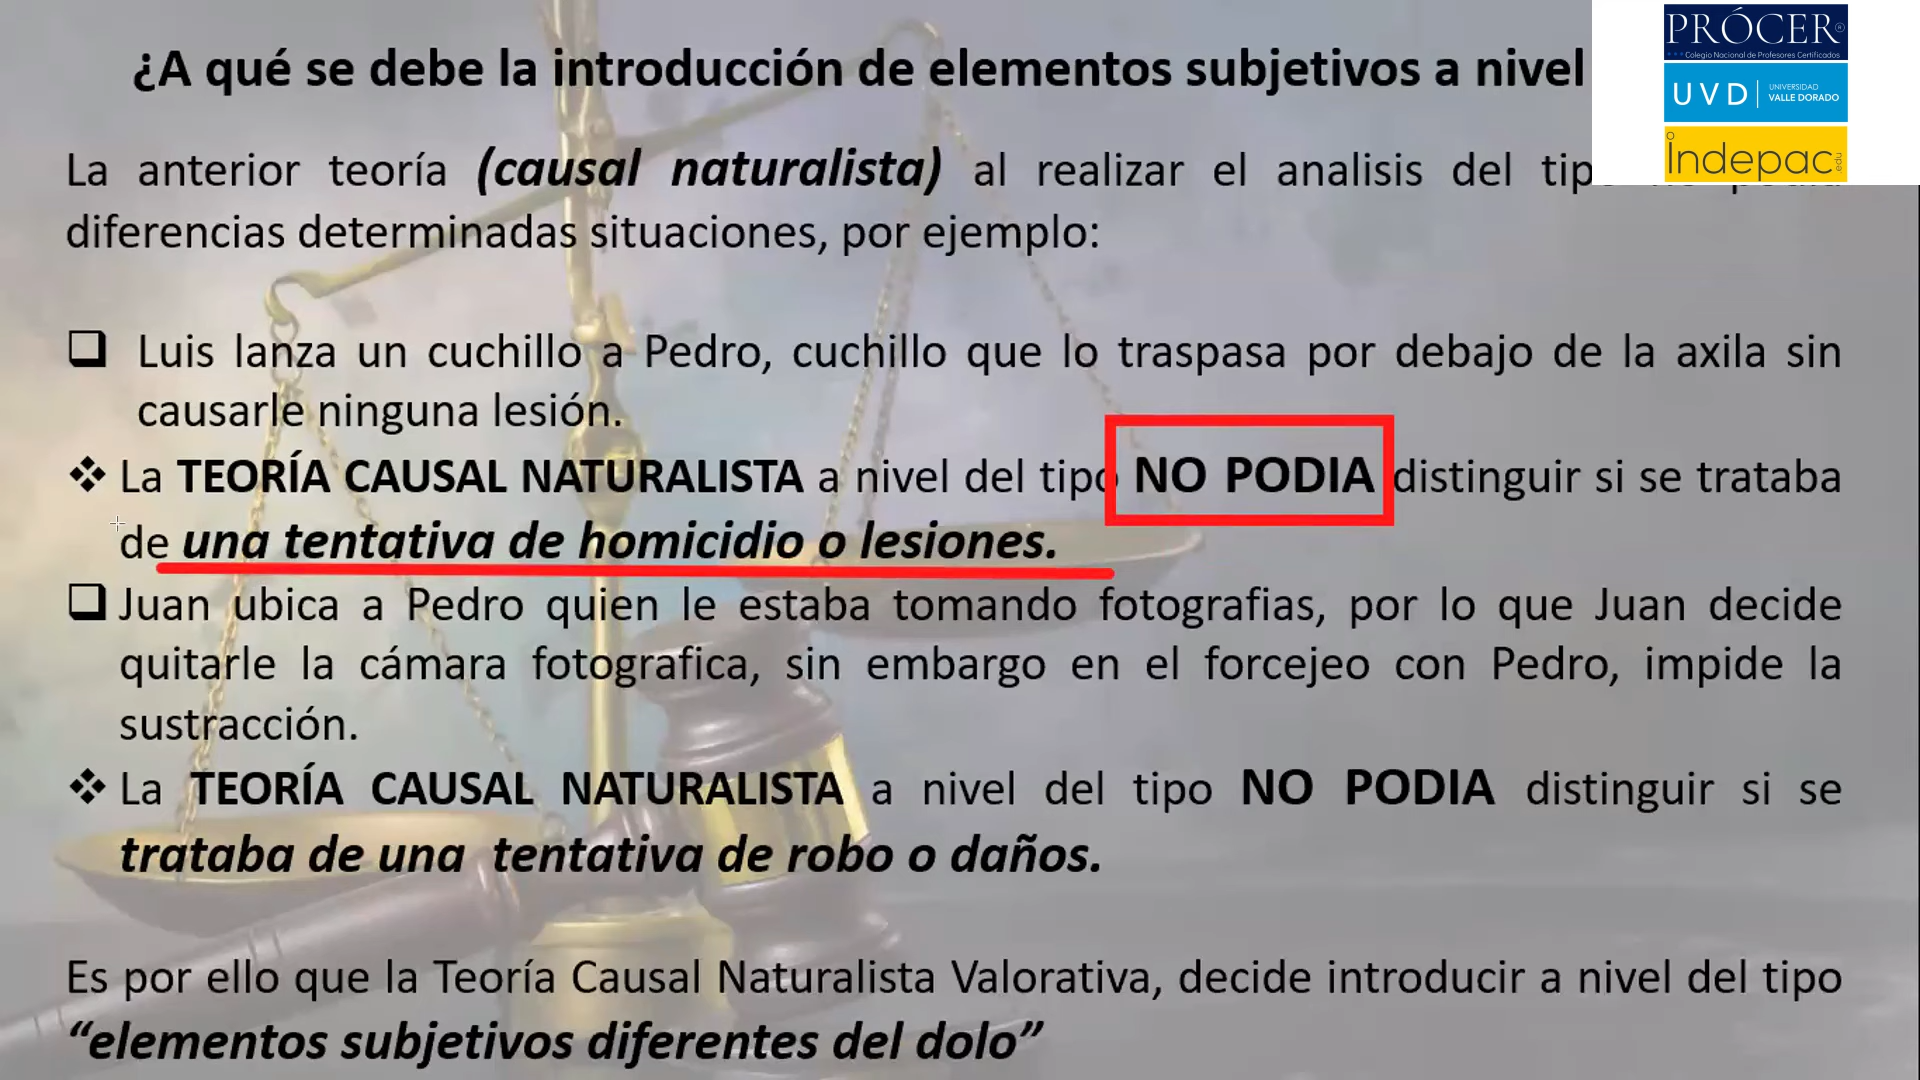 ¿A qué se debe la introducción de elementos subjetivos a nivel
PRÓCER
Colegio Nacional de Profesores Certificados
UVD UNIVERSIDAD
VALLE DORADO
Indepac.edu
La anterior teoría (causal naturalista) al realizar el analisis del tipo
diferencias determinadas situaciones, por ejemplo:
Luis lanza un cuchillo a Pedro, cuchillo que lo traspasa por debajo de la axila sin
causarle ninguna lesión.
La TEORÍA CAUSAL NATURALISTA a nivel del tipo NO PODIA distinguir si se trataba
de una tentativa de homicidio o lesiones.
Juan ubica a Pedro quien le estaba tomando fotografias, por lo que Juan decide
quitarle la cámara fotografica, sin embargo en el forcejeo con Pedro, impide la
sustracción.
La TEORÍA CAUSAL NATURALISTA a nivel del tipo NO PODIA distinguir si se
trataba de una tentativa de robo o daños.
Es por ello que la Teoría Causal Naturalista Valorativa, decide introducir a nivel del tipo
“elementos subjetivos diferentes del dolo”